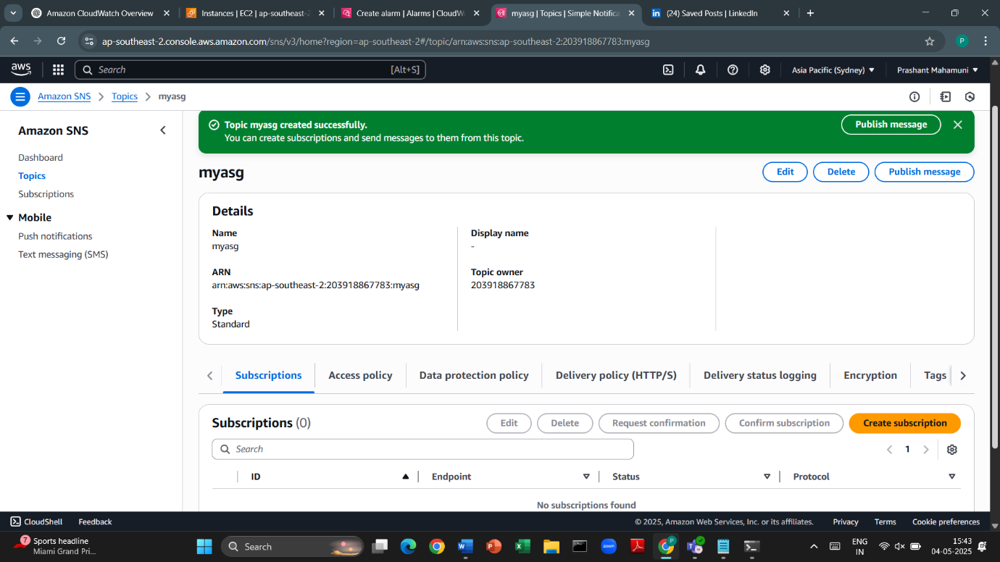 Amazon CloudWatch Overview
Instances | EC2 | ap-southeast-2
Create alarm | Alarms | CloudW
myasg | Topics | Simple Notifica
(24) Saved Posts | LinkedIn
ap-southeast-2.console.aws.amazon.com/sns/v3/home?region=ap-southeast-2#/topic/arn:aws:sns:ap-southeast-2:203918867783:myasg
P
aws
Search
[Alt+S]
Asia Pacific (Sydney)
Prashant Mahamuni
Amazon SNS
Topics
myasg
Amazon SNS
Dashboard
Topics
Subscriptions
Mobile
Push notifications
Text messaging (SMS)
Topic myasg created successfully.
You can create subscriptions and send messages to them from this topic.
Publish message
myasg
Edit
Delete
Publish message
Details
Name
myasg
Display name
-
ARN
arn:aws:sns:ap-southeast-2:203918867783:myasg
Topic owner
203918867783
Type
Standard
Subscriptions
Access policy
Data protection policy
Delivery policy (HTTP/S)
Delivery status logging
Encryption
Tags
Subscriptions (0)
Edit
Delete
Request confirmation
Confirm subscription
Create subscription
Search
1
ID
Endpoint
Status
Protocol
No subscriptions found
CloudShell
Feedback
© 2025, Amazon Web Services, Inc. or its affiliates.
Privacy
Terms
Cookie preferences
7
Sports headline
Miami Grand Pri...
Search
zoom
P
ENG
IN
15:43
04-05-2025